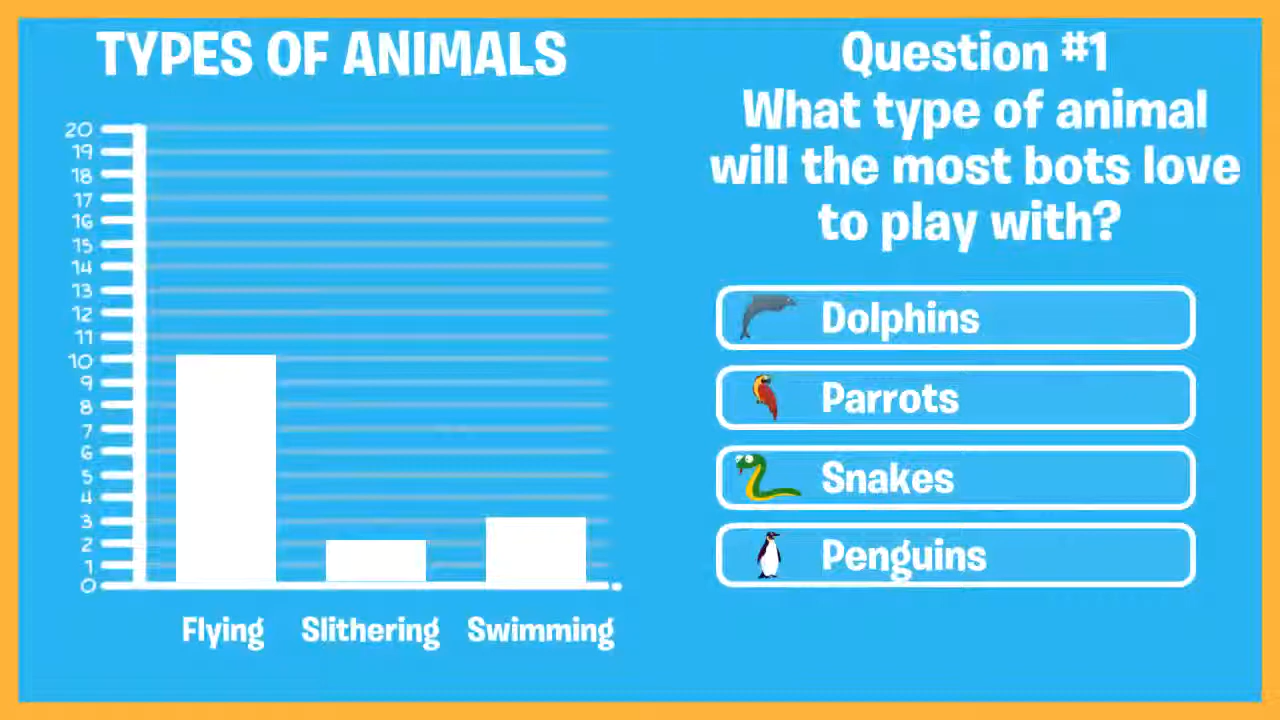 TYPES OF ANIMALS
20
19
18
17
16
15
14
13
12
11
10
9
8
7
6
5
4
3
2
1
0
Flying Slithering Swimming
Question #1
What type of animal
will the most bots love
to play with?
Dolphins
Parrots
Snakes
Penguins